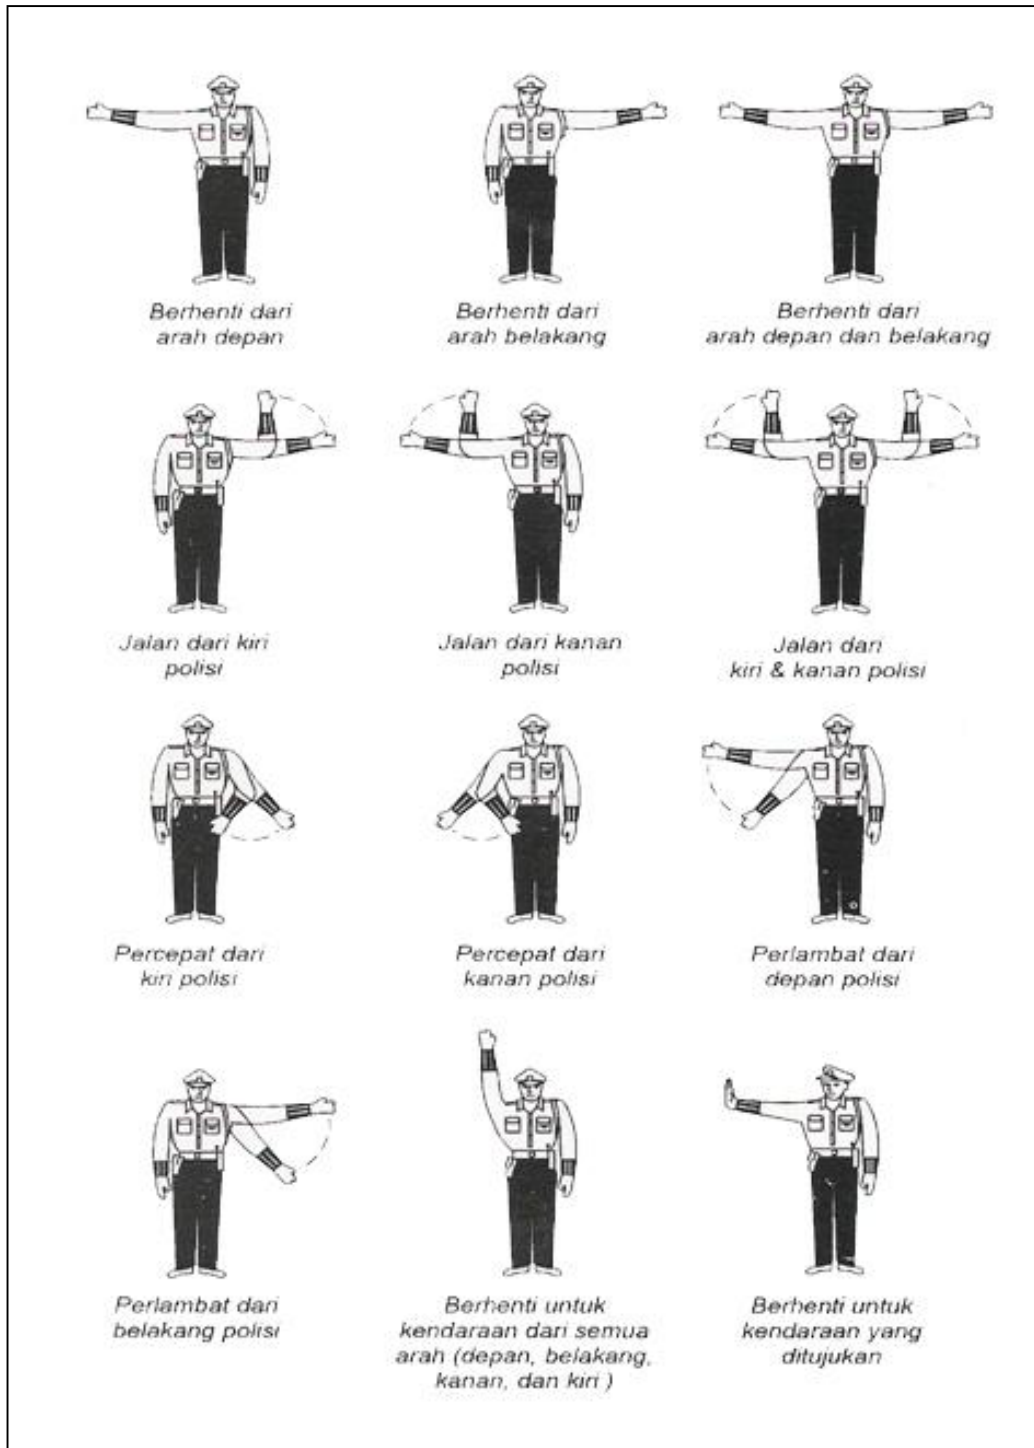 Berhenti dari
arah depan
Berhenti dari
arah belakang
Berhenti dari
arah depan dan belakang
Jalan dari kiri
polisi
Jalan dari kanan
polisi
Jalan dari
kiri & kanan polisi
Percepat dari
kiri polisi
Percepat dari
kanan polisi
Perlambat dari
depan polisi
Perlambat dari
belakang polisi
Berhenti untuk
kendaraan dari semua
arah (depan, belakang,
kanan, dan kiri )
Berhenti untuk
kendaraan yang
ditujukan